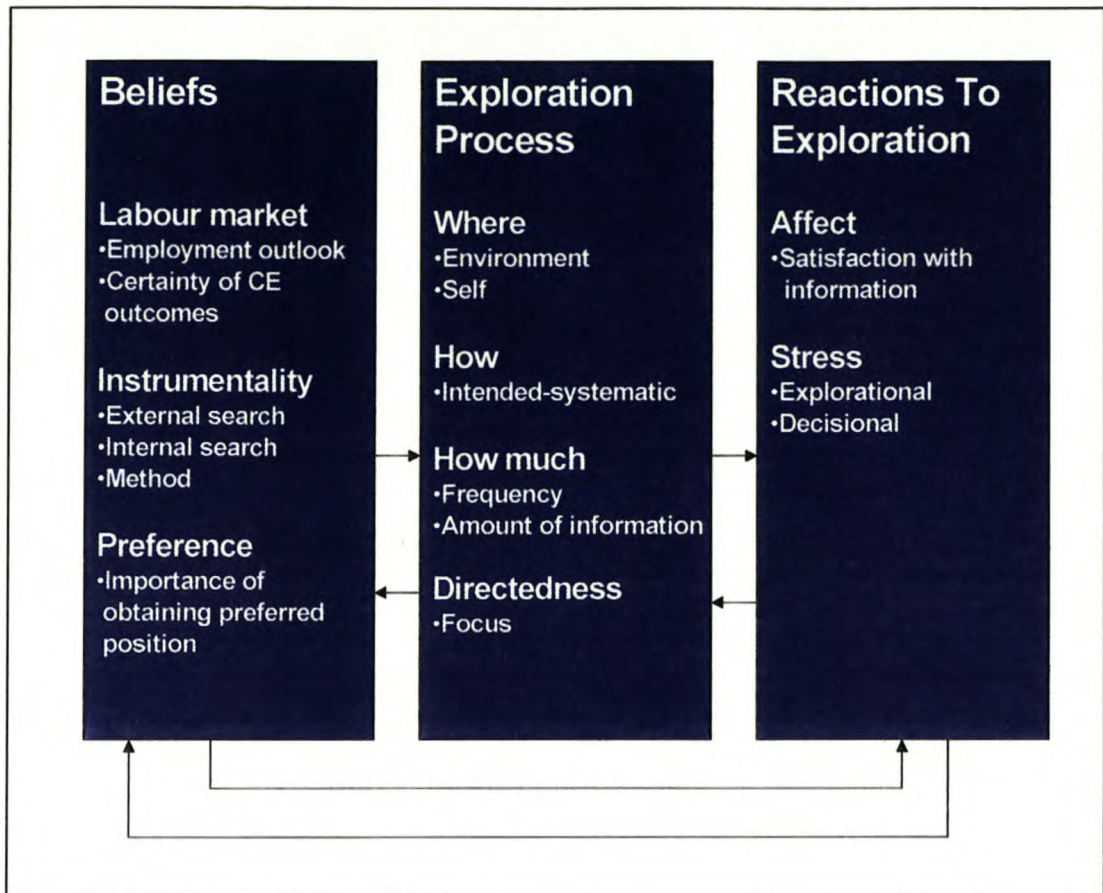 Beliefs
Labour market
•Employment outlook
•Certainty of CE
outcomes
Instrumentality
•External search
•Internal search
•Method
Preference
•Importance of
obtaining preferred
position
Exploration
Process
Where
•Environment
•Self
How
•Intended-systematic
How much
•Frequency
•Amount of information
Directedness
•Focus
Reactions To
Exploration
Affect
•Satisfaction with
information
Stress
•Explorational
•Decisional